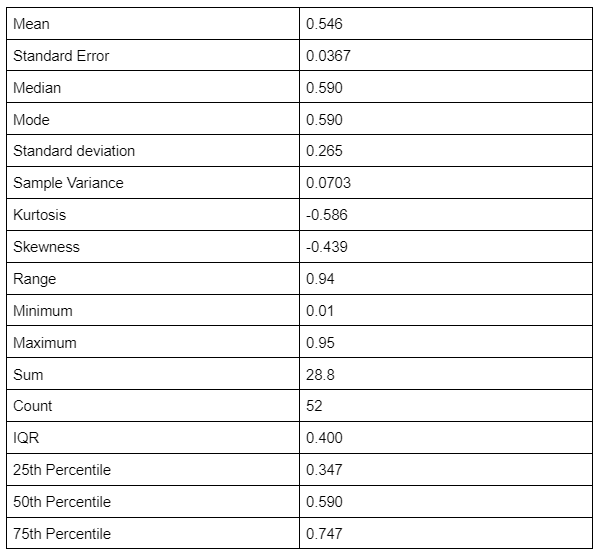 Mean 0.546
Standard Error 0.0367
Median 0.590
Mode 0.590
Standard deviation 0.265
Sample Variance 0.0703
Kurtosis -0.586
Skewness -0.439
Range 0.94
Minimum 0.01
Maximum 0.95
Sum 28.8
Count 52
IQR 0.400
25th Percentile 0.347
50th Percentile 0.590
75th Percentile 0.747